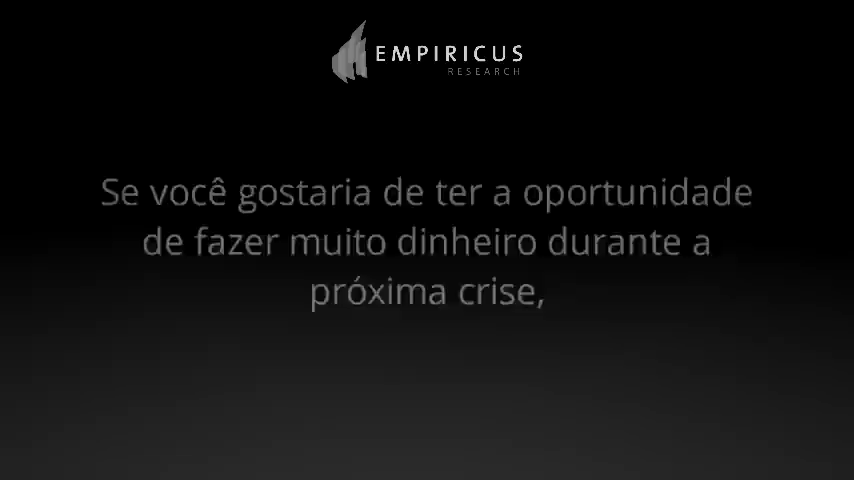 EMPIRICUS
RESEARCH
Se você gostaria de ter a oportunidade
de fazer muito dinheiro durante a
próxima crise,